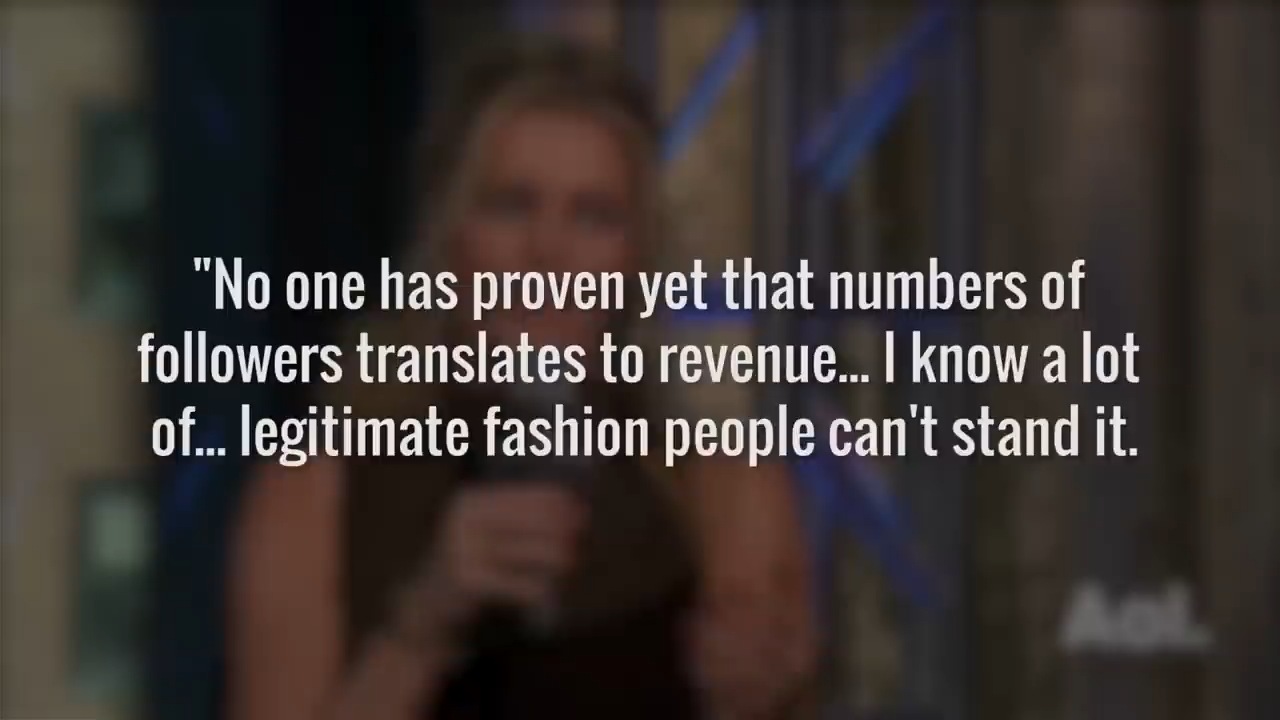 "No one has proven yet that numbers of
followers translates to revenue... I know a lot
of... legitimate fashion people can't stand it.
Aol.